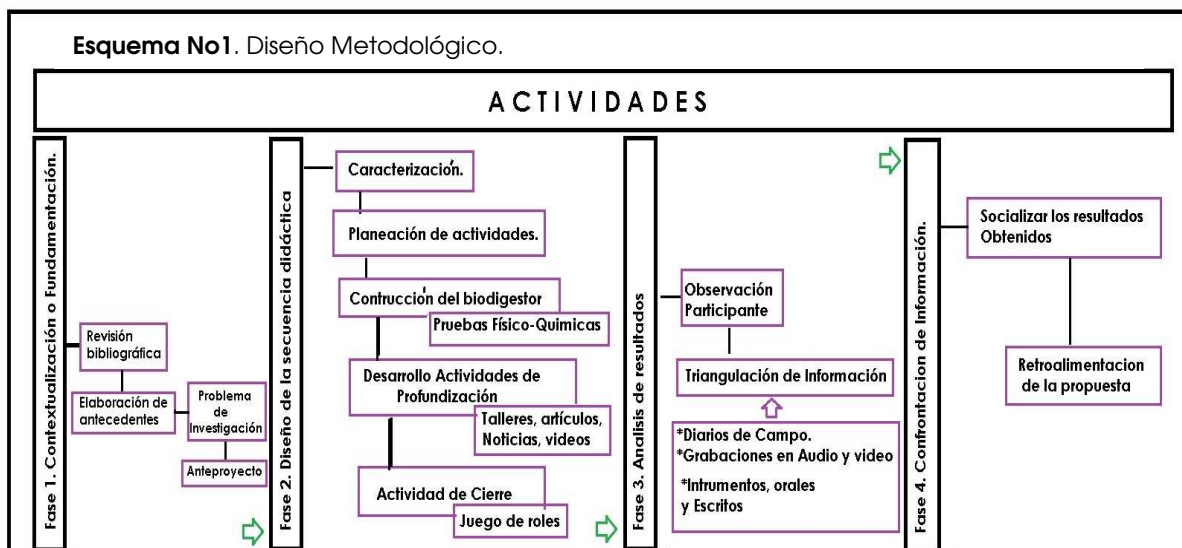 Esquema No1. Diseño Metodológico.
ACTIVIDADES
Fase 1. Contextualización o Fundamentación.
Revisión
bibliográfica
Elaboración de
antecedentes
Problema
de
Investigación
Anteproyecto
Fase 2. Diseño de la secuencia didáctica
Caracterización.
Planeación de actividades.
Contrucción del biodigestor
Pruebas Físico-Quimicas
Desarrollo Actividades de
Profundización
Talleres, artículos,
Noticias, videos
Actividad de Cierre
Juego de roles
Fase 3. Analisis de resultados
Observación
Participante
Triangulación de Información
*Diarios de Campo.
*Grabaciones en Audio y video
*Intrumentos, orales
y Escritos
Fase 4. Confrontacion de Información.
Socializar los resultados
Obtenidos
Retroalimentacion
de la propuesta